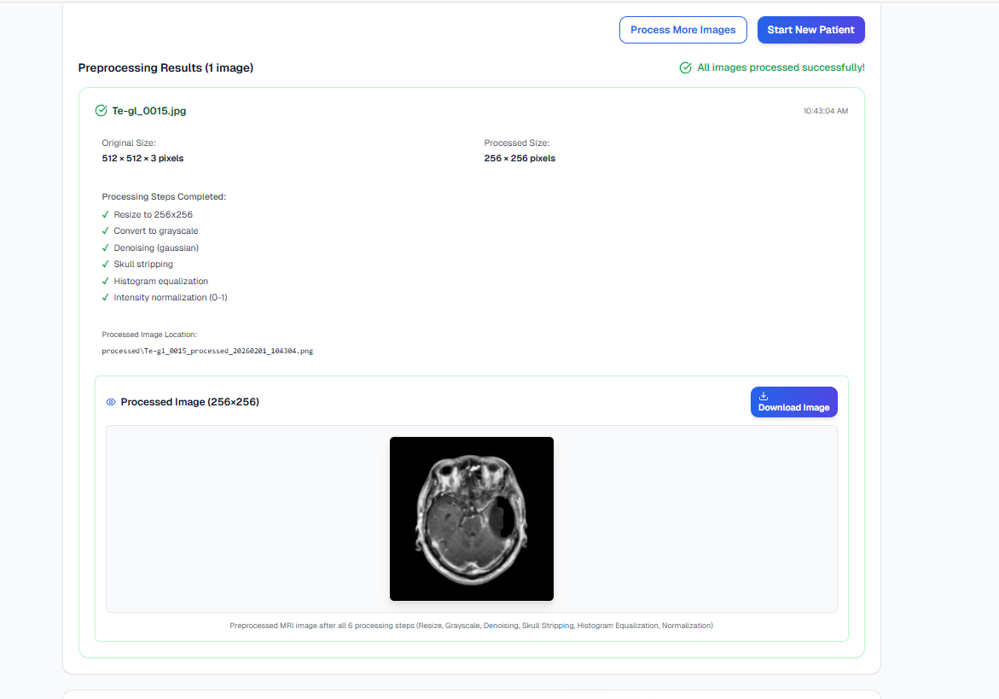 Process More Images
Start New Patient
Preprocessing Results (1 image)
All images processed successfully!
Te-gl_0015.jpg
10:43:04 AM
Original Size:
512 × 512 × 3 pixels
Processed Size:
256 × 256 pixels
Processing Steps Completed:
✓ Resize to 256x256
✓ Convert to grayscale
✓ Denoising (gaussian)
✓ Skull stripping
✓ Histogram equalization
✓ Intensity normalization (0-1)
Processed Image Location:
processed\Te-gl_0015_processed_20260201_104304.png
Processed Image (256×256)
Download Image
Preprocessed MRI image after all 6 processing steps (Resize, Grayscale, Denoising, Skull Stripping, Histogram Equalization, Normalization)